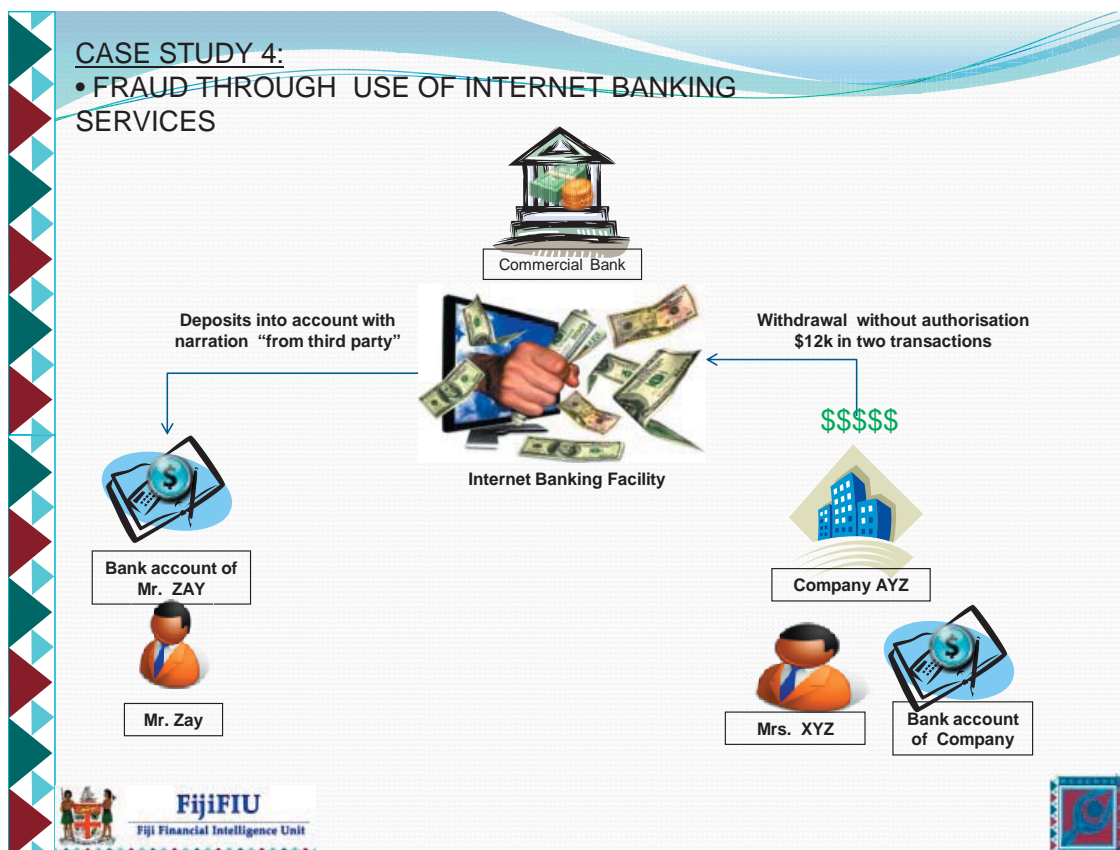 CASE STUDY 4:
• FRAUD THROUGH USE OF INTERNET BANKING
SERVICES
Commercial Bank
Deposits into account with
narration “from third party”
Withdrawal without authorisation
$12k in two transactions
$$$$$
Internet Banking Facility
Bank account of
Mr. ZAY
Company AYZ
Mr. Zay
Mrs. XYZ
Bank account
of Company
FijiFIU
Fiji Financial Intelligence Unit